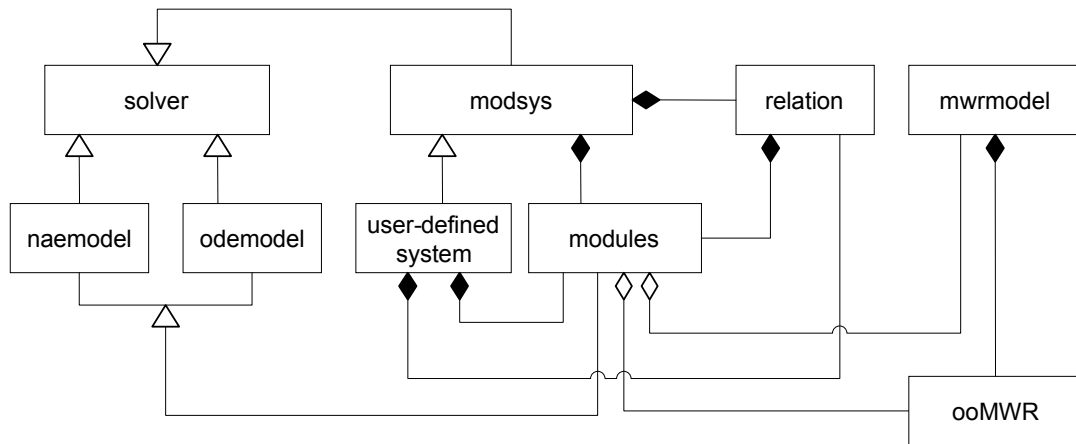 solver
modsys
relation
mwrmodel
naemodel
odemodel
user-defined
system
modules
ooMWR